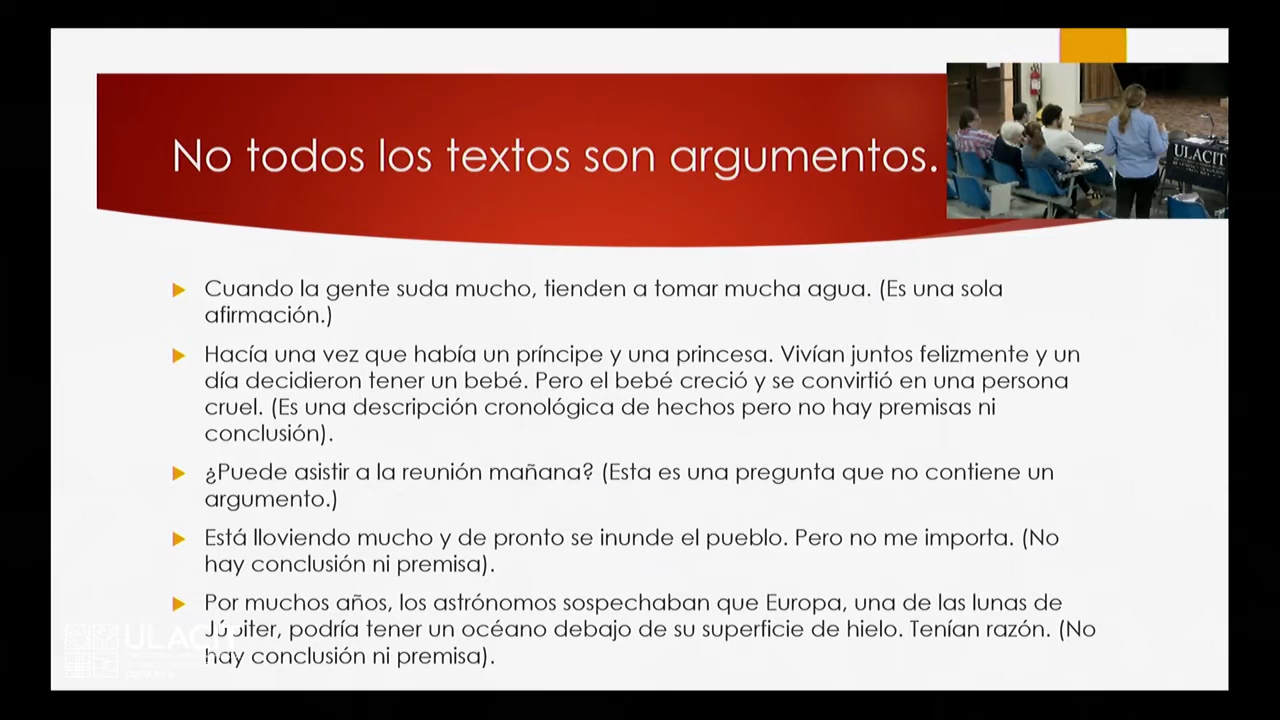 No todos los textos son argumentos.
ULACIT
Cuando la gente suda mucho, tienden a tomar mucha agua. (Es una sola
afirmación.)
Hacía una vez que había un príncipe y una princesa. Vivían juntos felizmente y un
día decidieron tener un bebé. Pero el bebé creció y se convirtió en una persona
cruel. (Es una descripción cronológica de hechos pero no hay premisas ni
conclusión).
¿Puede asistir a la reunión mañana? (Esta es una pregunta que no contiene un
argumento.)
Está lloviendo mucho y de pronto se inunde el pueblo. Pero no me importa. (No
hay conclusión ni premisa).
Por muchos años, los astrónomos sospechaban que Europa, una de las lunas de
Júpiter, podría tener un océano debajo de su superficie de hielo. Tenían razón. (No
hay conclusión ni premisa).
ULACIT